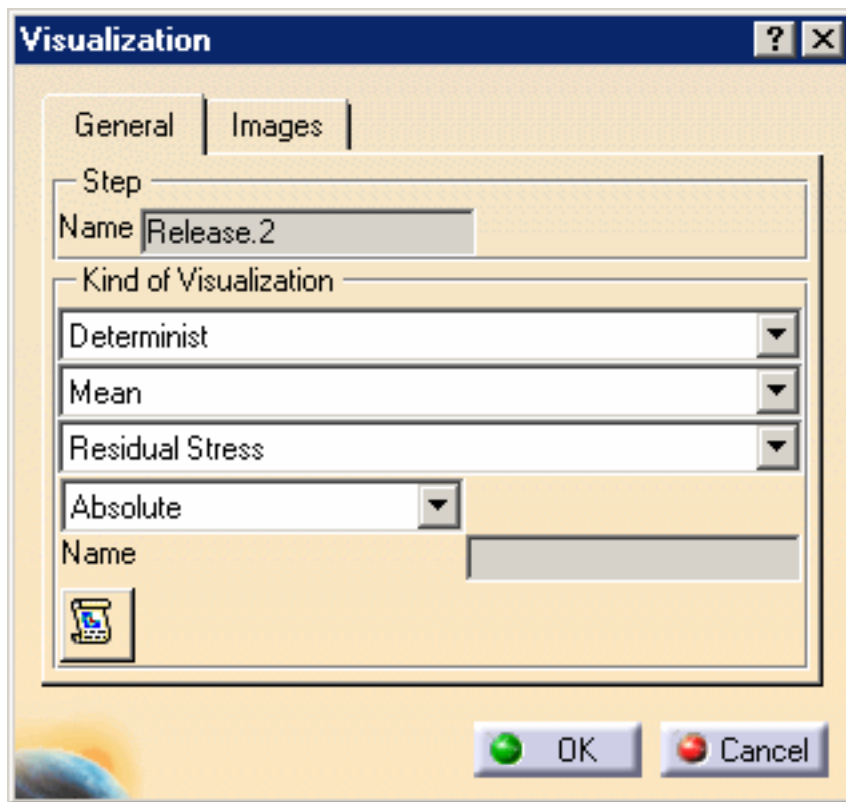 Visualization
General Images
Step
Name Release.2
Kind of Visualization
Determinist
Mean
Residual Stress
Absolute
Name
OK Cancel